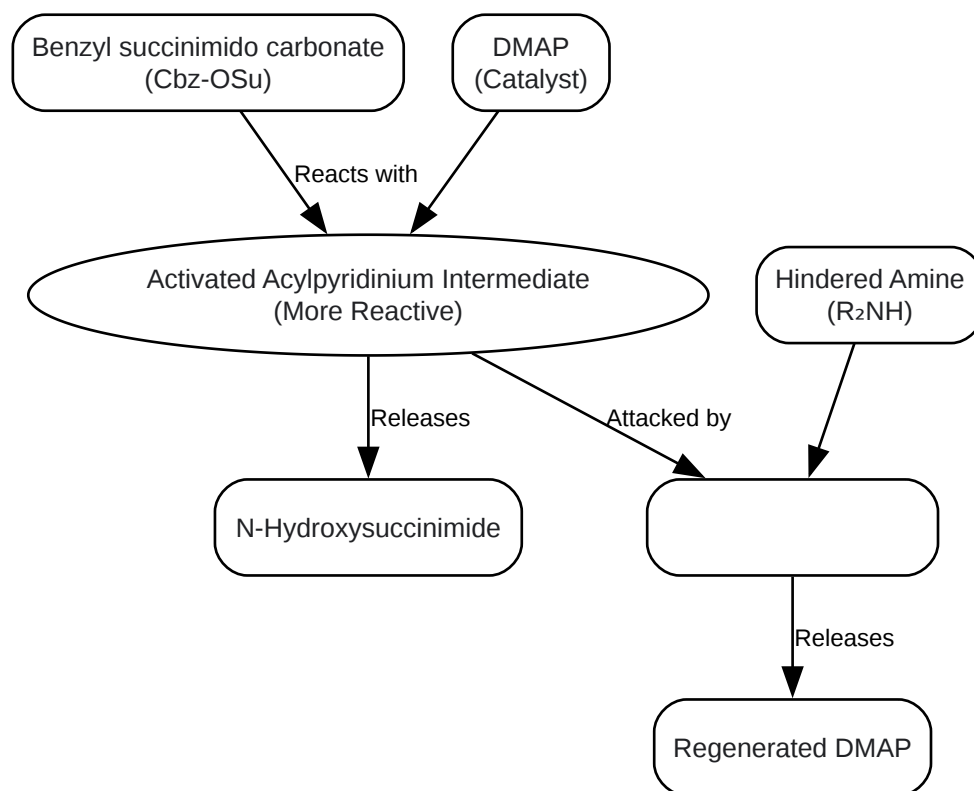 Benzyl succinimido carbonate
(Cbz-OSu)
DMAP
(Catalyst)
Reacts with
Activated Acylpyridinium Intermediate
(More Reactive)
Hindered Amine
(R₂NH)
Releases
Attacked by
N-Hydroxysuccinimide
Releases
Regenerated DMAP